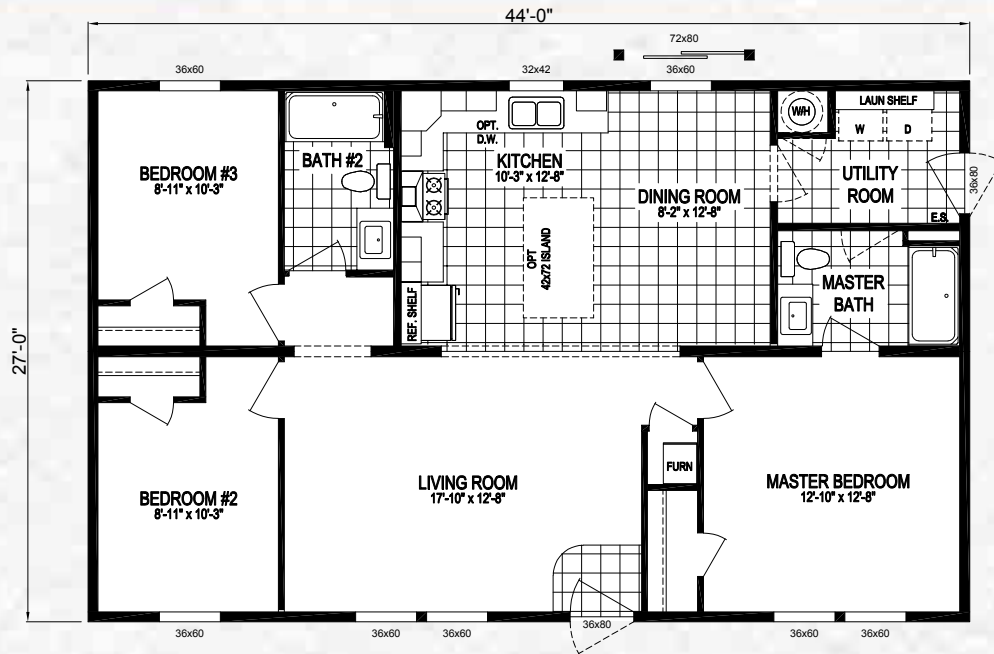 44'-0"
72x80
36x60
32x42
36x60
27'-0"
BEDROOM #3
8'-11" x 10'-3"
BATH #2
OPT.
D.W.
KITCHEN
10'-3" x 12'-8"
DINING ROOM
8'-2" x 12'-8"
OPT
42x72 ISLAND
REF. SHELF
W/H
LAUN SHELF
W
D
UTILITY
ROOM
E.S.
36x80
MASTER
BATH
BEDROOM #2
8'-11" x 10'-3"
LIVING ROOM
17'-10" x 12'-8"
FURN
MASTER BEDROOM
12'-10" x 12'-8"
36x60
36x60
36x60
36x80
36x60
36x60